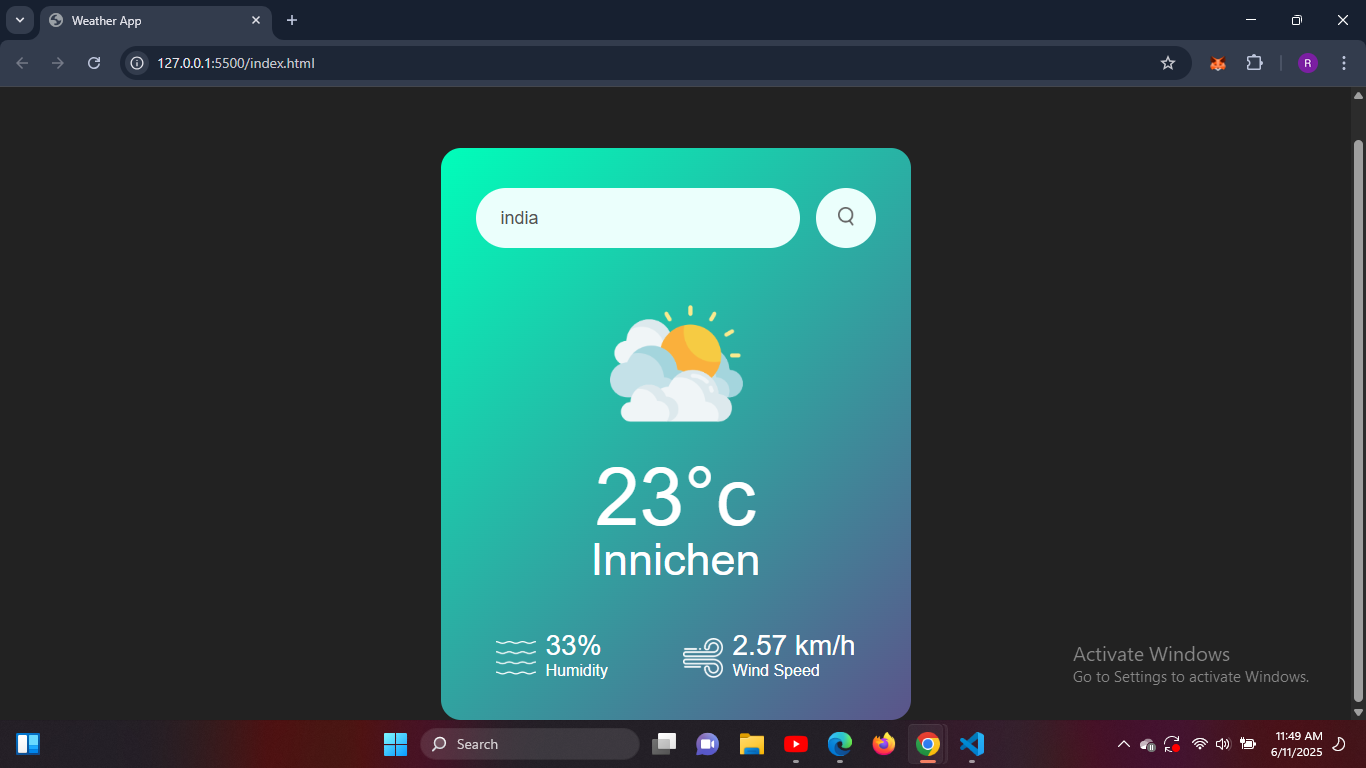 Weather App
127.0.0.1:5500/index.html
R
india
23°c
Innichen
33%
Humidity
2.57 km/h
Wind Speed
Activate Windows
Go to Settings to activate Windows.
Search
11:49 AM
6/11/2025